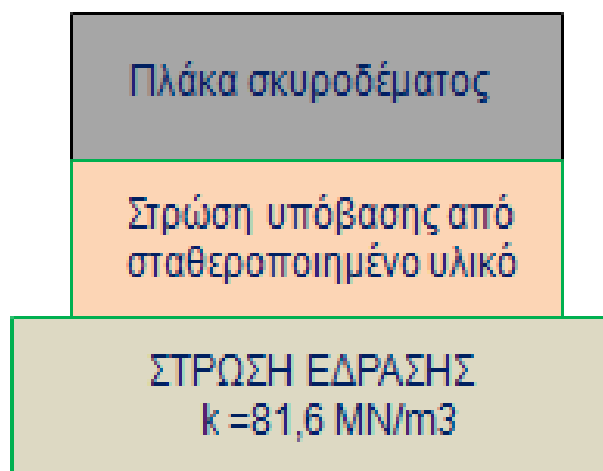 Πλάκα σκυροδέματος
Στρώση υπόβασης από
σταθεροποιημένο υλικό
ΣΤΡΩΣΗ ΕΔΡΑΣΗΣ
k =81,6 MN/m3